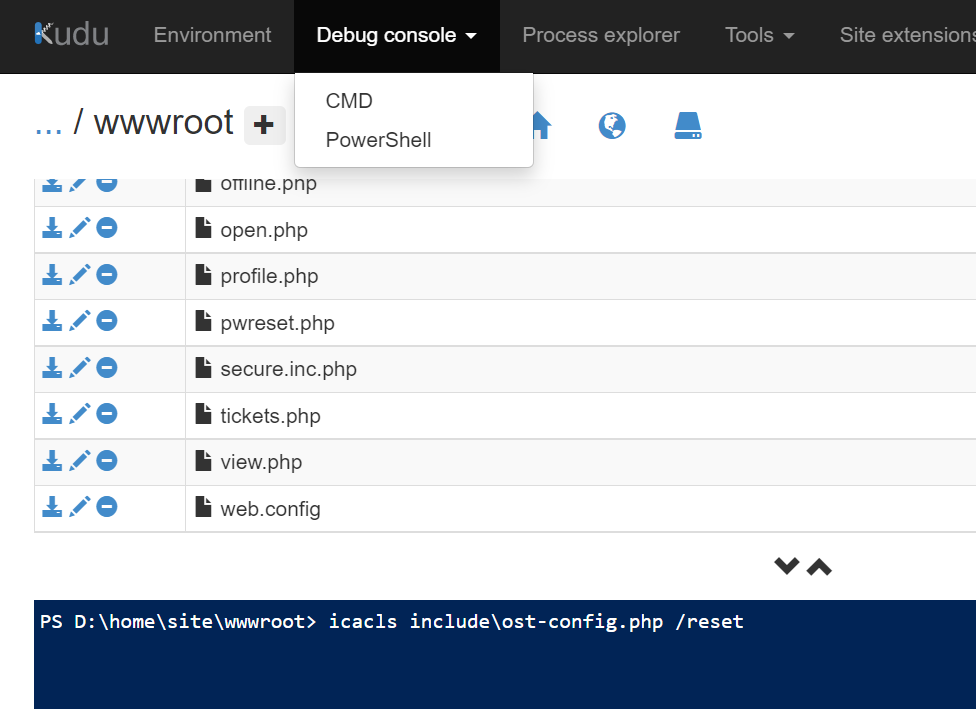 Kudu Environment Debug console Process explorer Tools Site extensions
CMD
PowerShell
... / wwwroot
offline.php
open.php
profile.php
pwreset.php
secure.inc.php
tickets.php
view.php
web.config
PS D:\home\site\wwwroot> icacls include\ost-config.php /reset